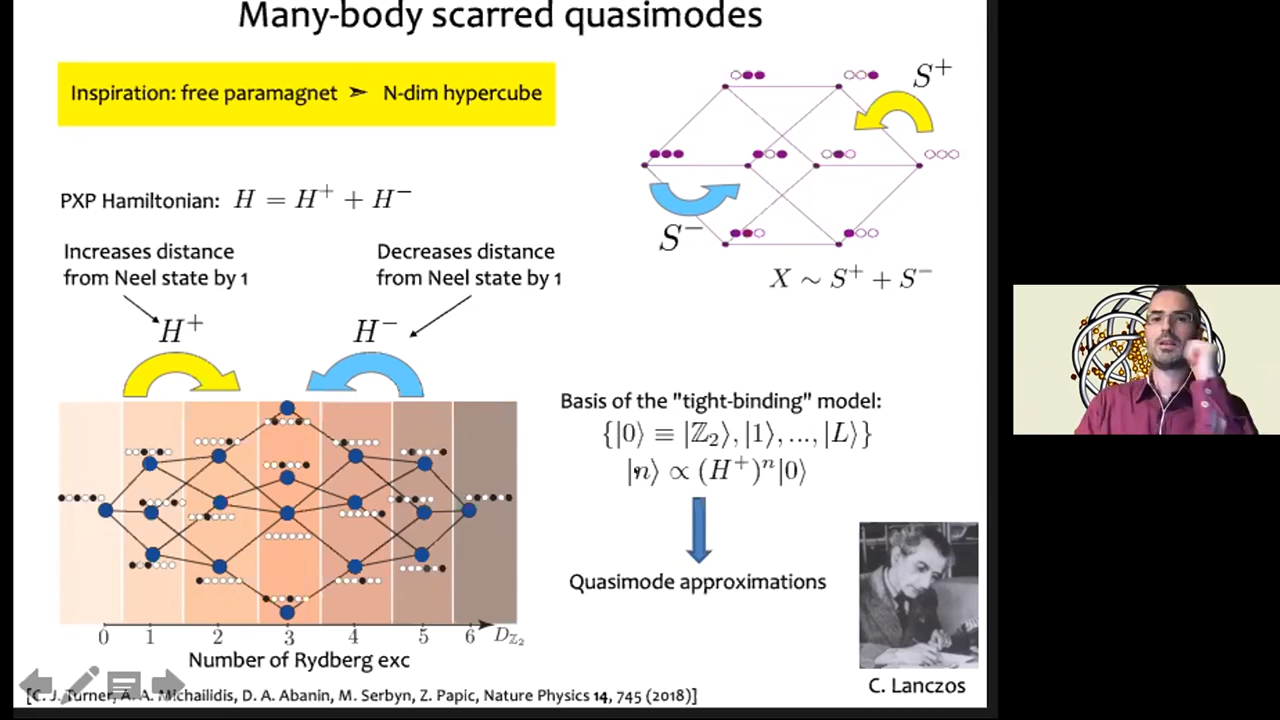 Many-body scarred quasimodes
Inspiration: free paramagnet ➢ N-dim hypercube
S⁺
S⁻
X ∼ S⁺ + S⁻
PXP Hamiltonian: H = H⁺ + H⁻
Increases distance
from Neel state by 1
Decreases distance
from Neel state by 1
H⁺
H⁻
Basis of the "tight-binding" model:
{|0⟩ ≡ |ℤ₂⟩, |1⟩, ..., |L⟩}
|n⟩ ∝ (H⁺)ⁿ|0⟩
Quasimode approximations
0 1 2 3 4 5 6 D_ℤ₂
Number of Rydberg exc
C. Lanczos
[C. J. Turner, A. A. Michailidis, D. A. Abanin, M. Serbyn, Z. Papic, Nature Physics 14, 745 (2018)]